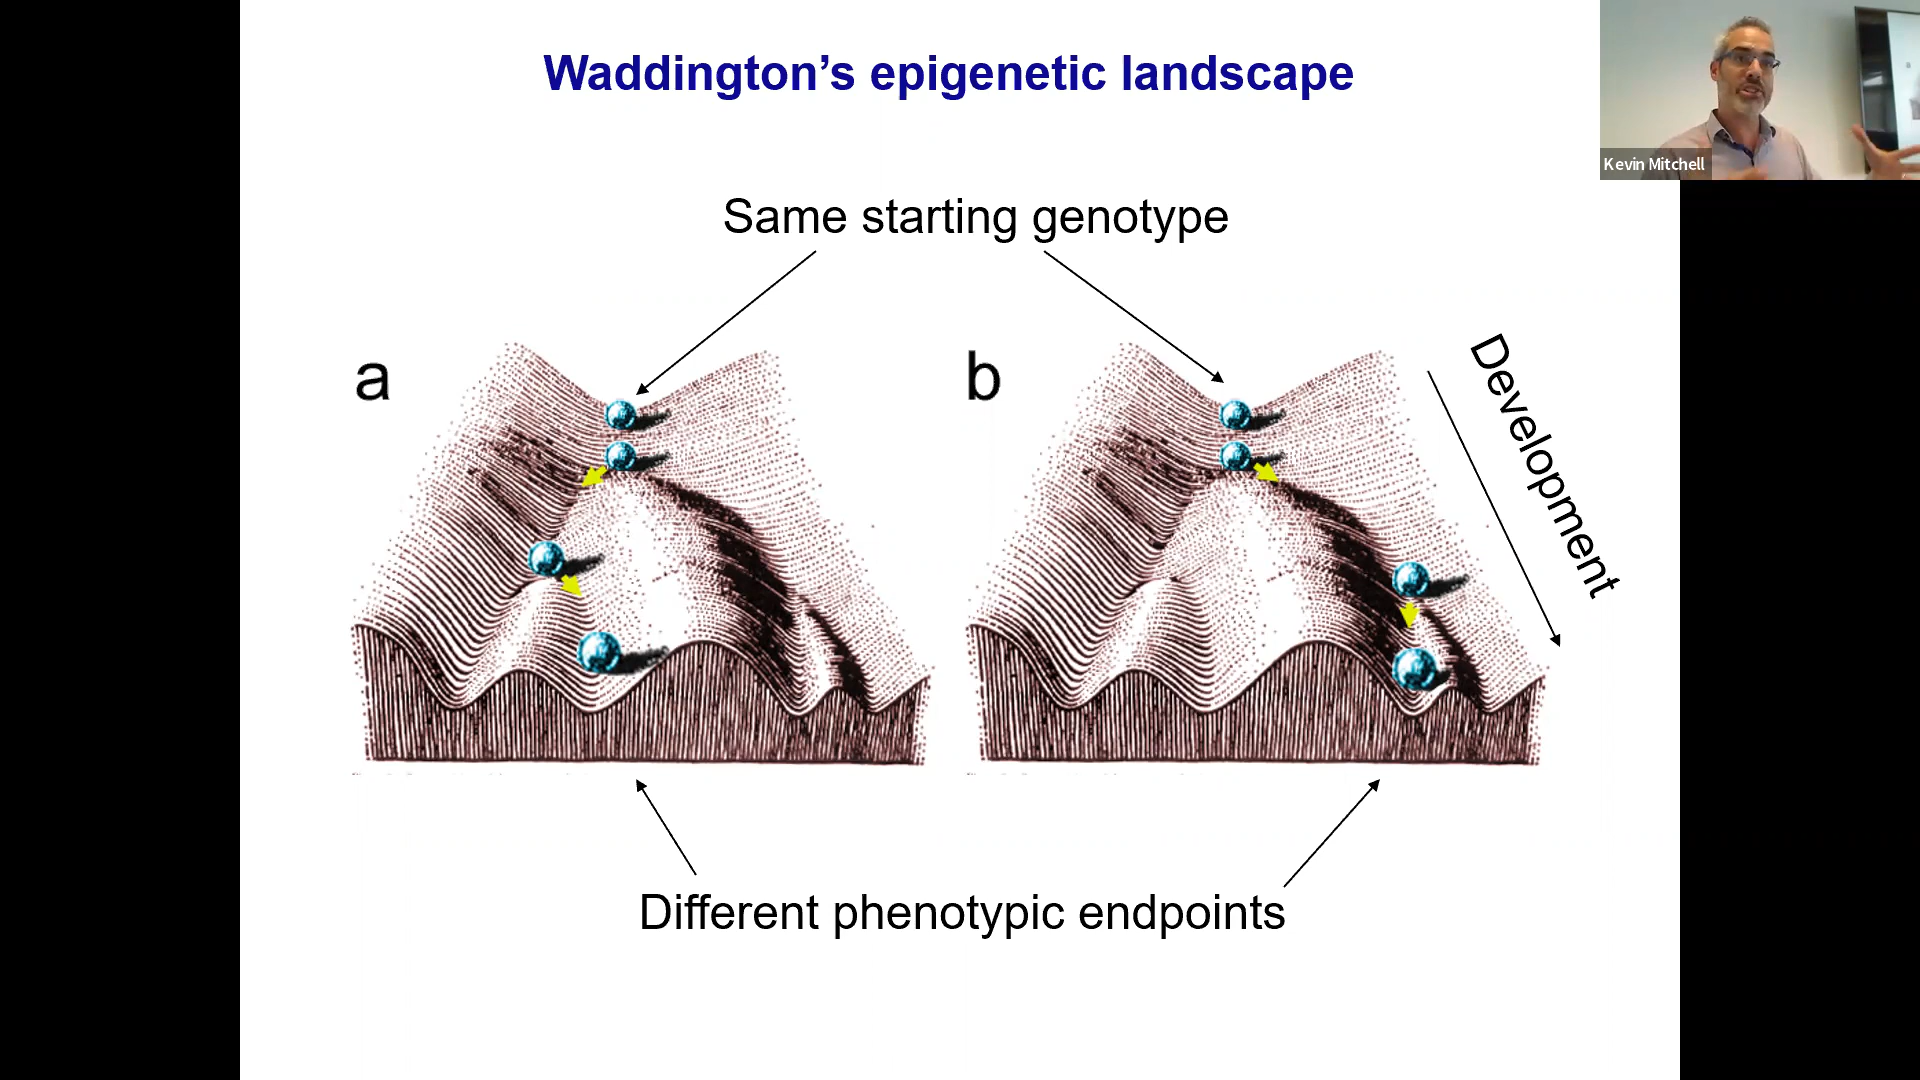 Waddington’s epigenetic landscape
Kevin Mitchell
Same starting genotype
a
b
Development
Different phenotypic endpoints